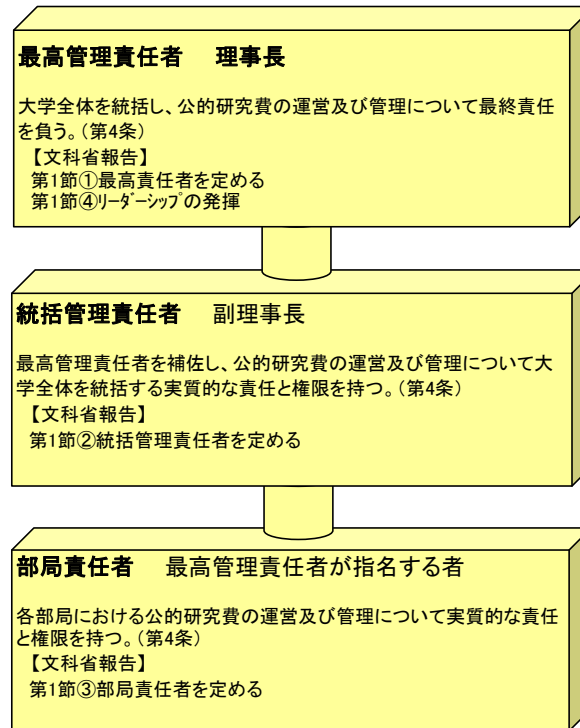 最高管理責任者　理事長
大学全体を統括し、公的研究費の運営及び管理について最終責任
を負う。(第4条)
【文科省報告】
第1節①最高責任者を定める
第1節④リーダーシップの発揮
統括管理責任者　副理事長
最高管理責任者を補佐し、公的研究費の運営及び管理について大
学全体を統括する実質的な責任と権限を持つ。(第4条)
【文科省報告】
第1節②統括管理責任者を定める
部局責任者　最高管理責任者が指名する者
各部局における公的研究費の運営及び管理について実質的な責任
と権限を持つ。(第4条)
【文科省報告】
第1節③部局責任者を定める